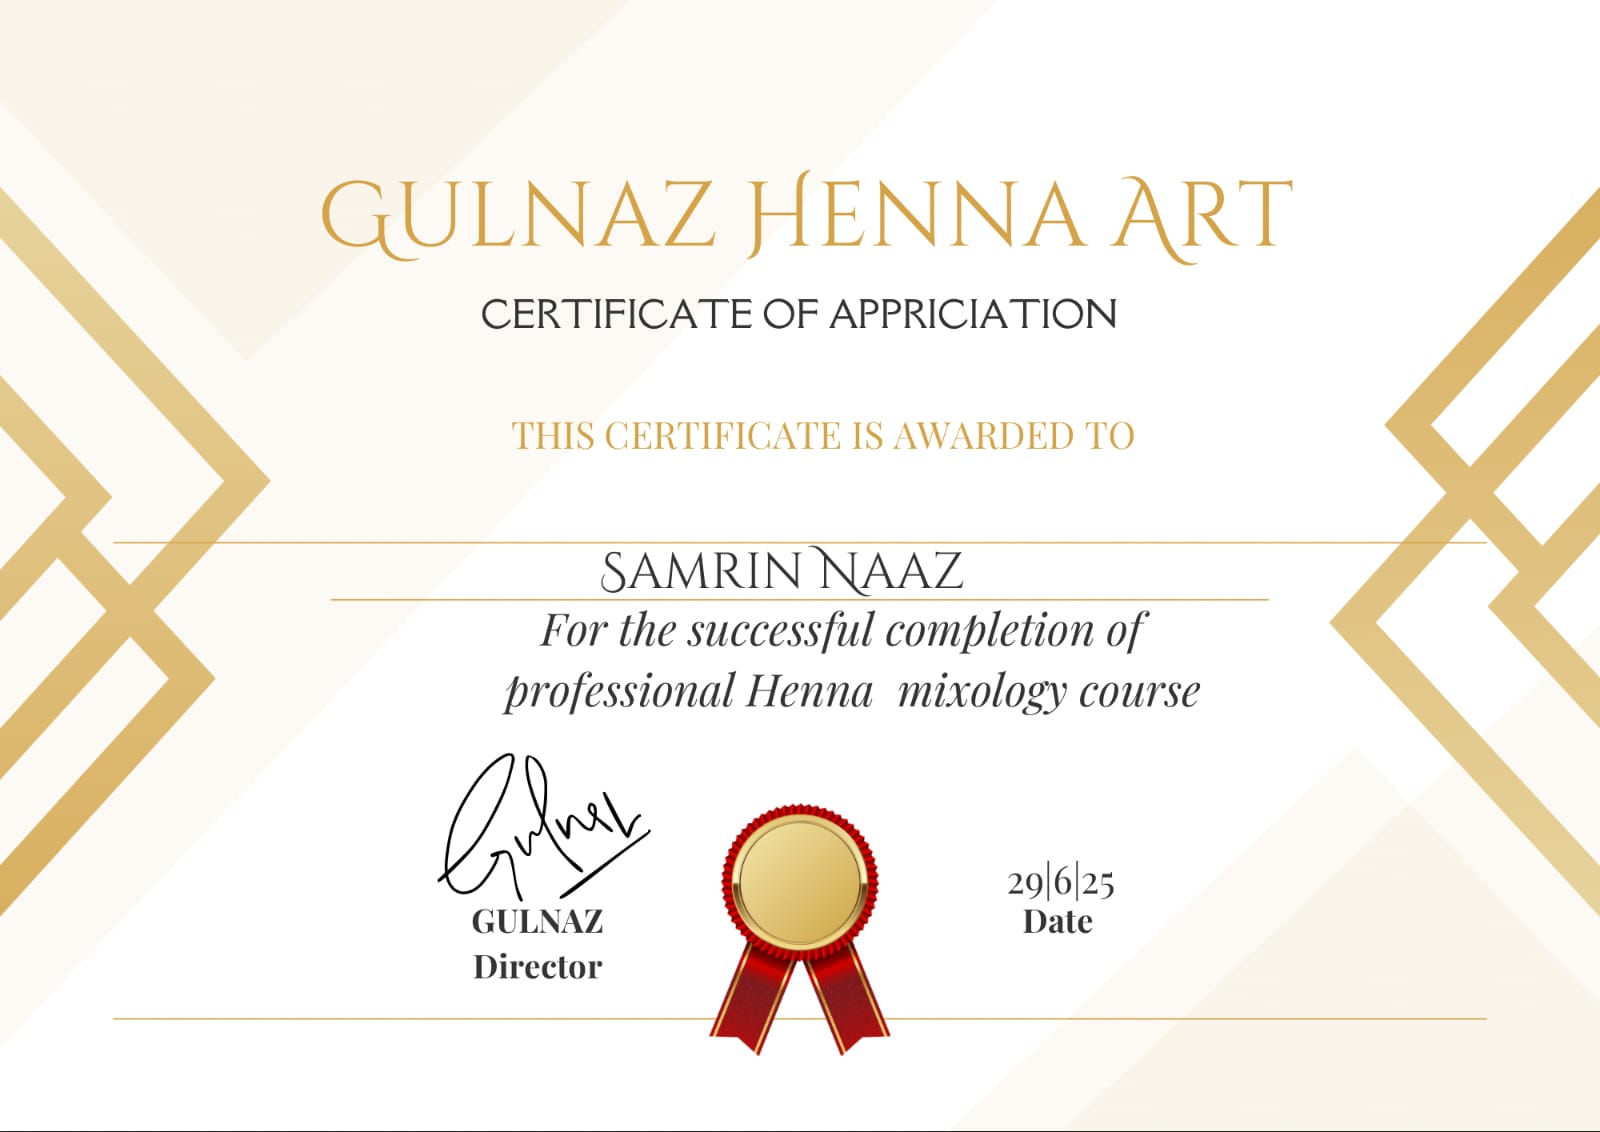 GULNAZ HENNA ART
CERTIFICATE OF APPRICIATION
THIS CERTIFICATE IS AWARDED TO
SAMRIN NAAZ
For the successful completion of
professional Henna mixology course
Gulnaz
GULNAZ
Director
29|6|25
Date